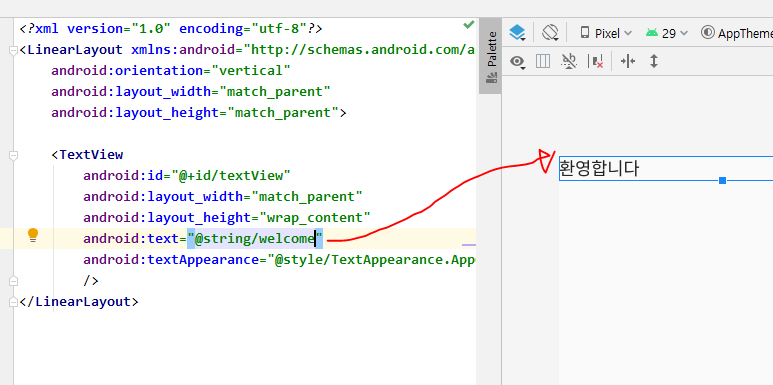 <?xml version="1.0" encoding="utf-8"?>
<LinearLayout xmlns:android="http://schemas.android.com/a
android:orientation="vertical"
android:layout_width="match_parent"
android:layout_height="match_parent">
<TextView
android:id="@+id/textView"
android:layout_width="match_parent"
android:layout_height="wrap_content"
android:text="@string/welcome"
android:textAppearance="@style/TextAppearance.App
/>
</LinearLayout>
Palette
Pixel
29
AppTheme
환영합니다